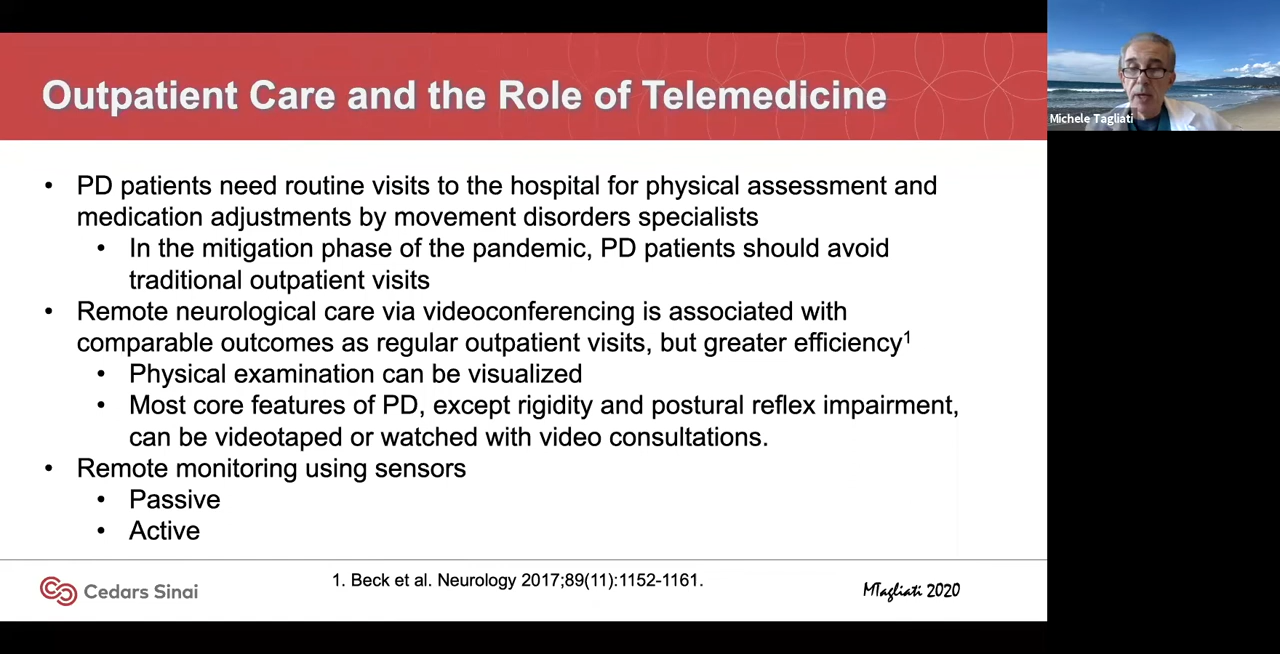 Outpatient Care and the Role of Telemedicine
Michele Tagliati
• PD patients need routine visits to the hospital for physical assessment and
medication adjustments by movement disorders specialists
• In the mitigation phase of the pandemic, PD patients should avoid
traditional outpatient visits
• Remote neurological care via videoconferencing is associated with
comparable outcomes as regular outpatient visits, but greater efficiency1
• Physical examination can be visualized
• Most core features of PD, except rigidity and postural reflex impairment,
can be videotaped or watched with video consultations.
• Remote monitoring using sensors
• Passive
• Active
1. Beck et al. Neurology 2017;89(11):1152-1161.
Cedars Sinai
MTagliati 2020